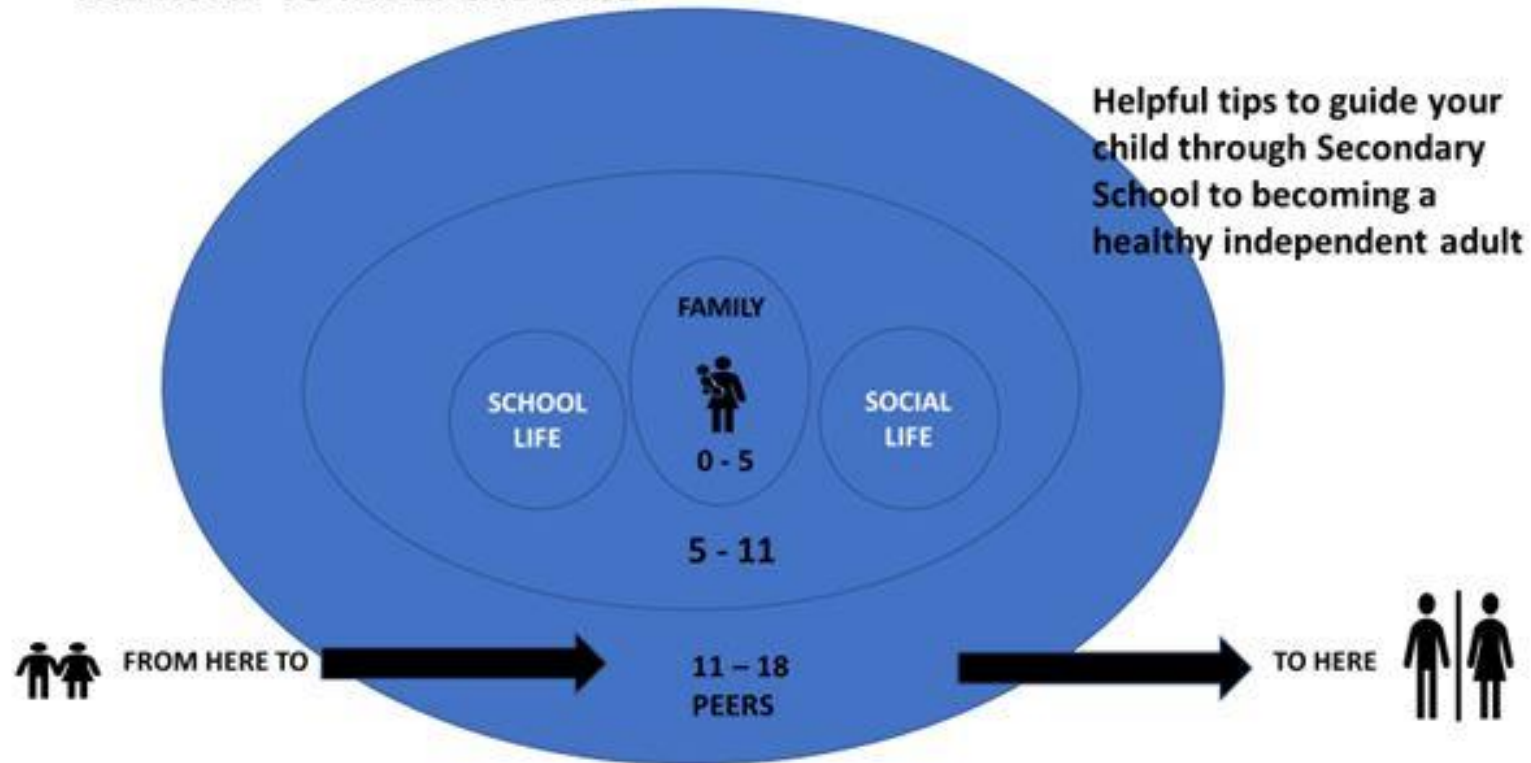 Helpful tips to guide your
child through Secondary
School to becoming a
healthy independent adult
FAMILY
SCHOOL
LIFE
SOCIAL
LIFE
0 - 5
5 - 11
FROM HERE TO
11 – 18
PEERS
TO HERE